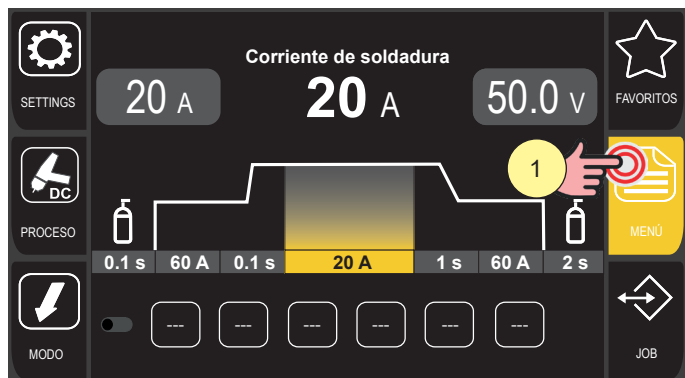 SETTINGS
DC
PROCESO
MODO
Corriente de soldadura
20 A
20 A
50.0 V
1
0.1 s
60 A
0.1 s
20 A
1 s
60 A
2 s
---
---
---
---
---
---
FAVORITOS
MENÚ
JOB